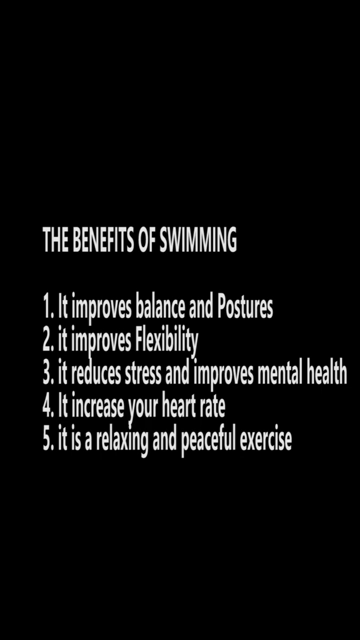 THE BENEFITS OF SWIMMING
1. It improves balance and Postures
2. it improves Flexibility
3. it reduces stress and improves mental health
4. It increase your heart rate
5. it is a relaxing and peaceful exercise